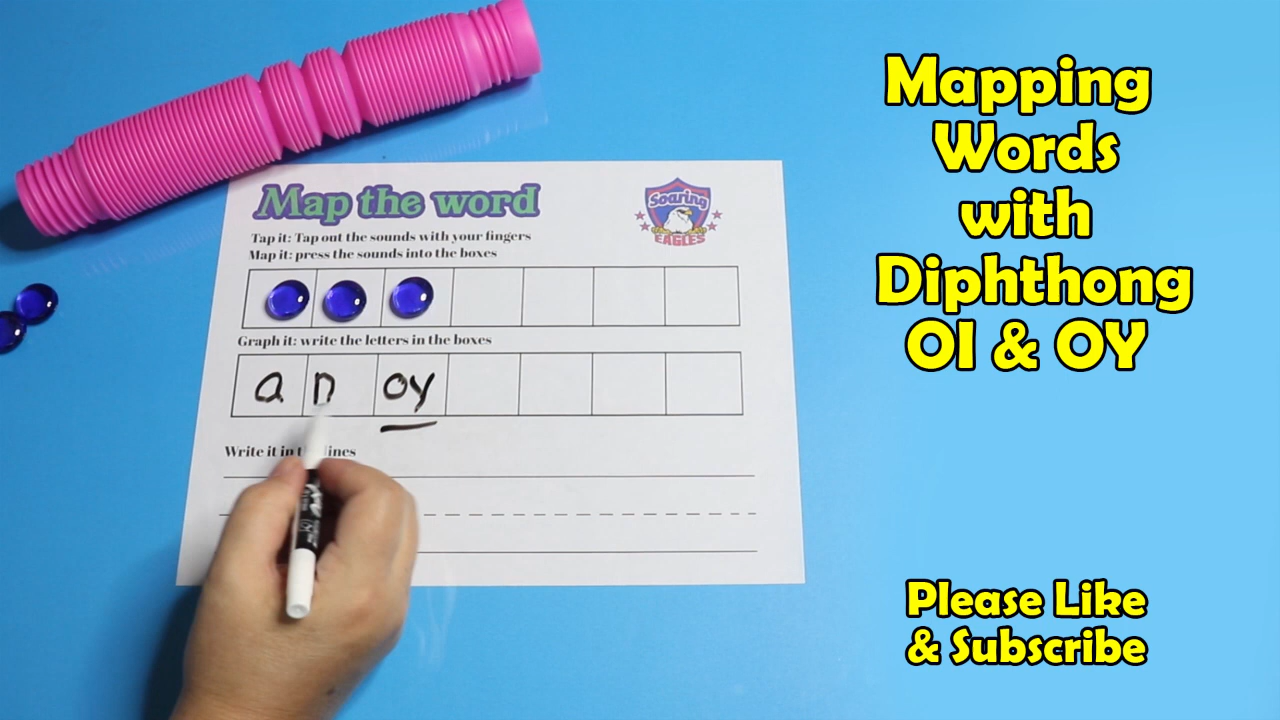 Mapping
Words
with
Diphthong
OI & OY
Map the word
Soaring
EAGLES
Tap it: Tap out the sounds with your fingers
Map it: press the sounds into the boxes
Graph it: write the letters in the boxes
a n oy
Write it in the lines
Please Like
& Subscribe